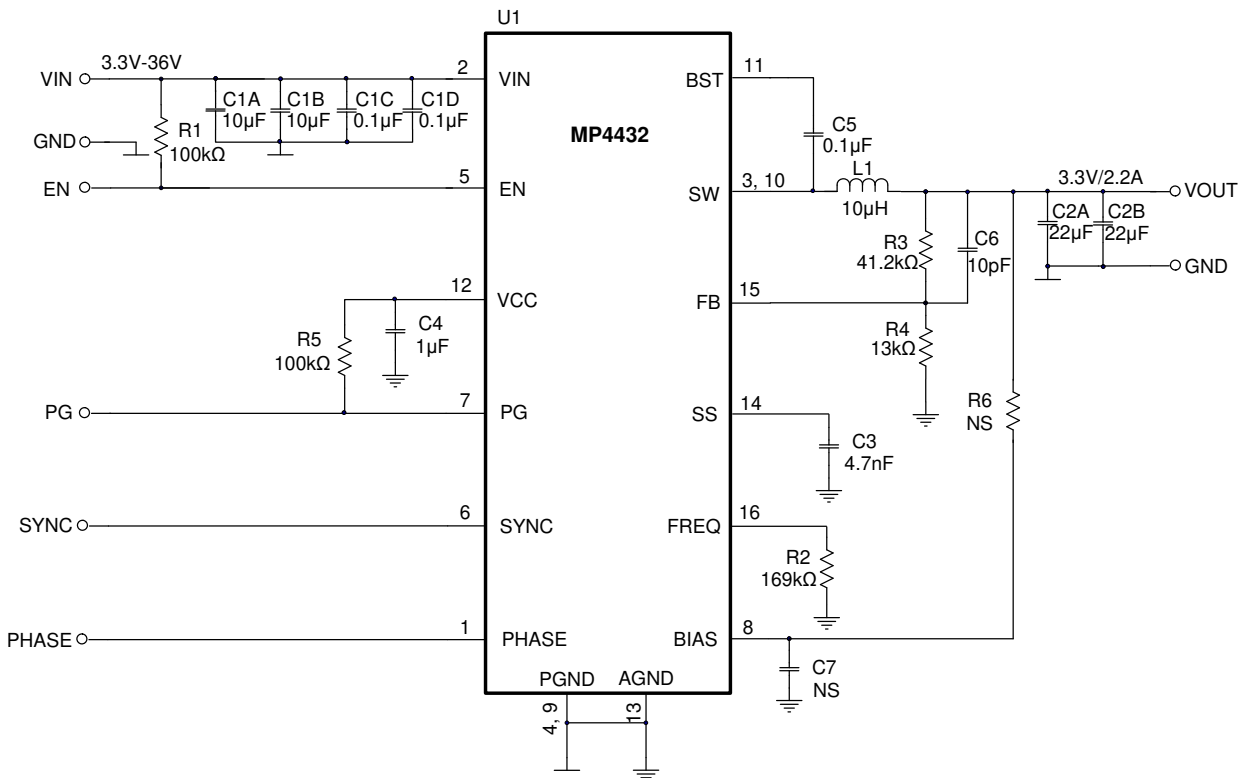 U1
VIN
3.3V-36V
2
VIN
C1A
10µF
C1B
10µF
C1C
0.1µF
C1D
0.1µF
R1
100kΩ
GND
EN
5
EN
MP4432
BST
11
C5
0.1µF
SW
3, 10
L1
10µH
3.3V/2.2A
VOUT
C2A
22µF
C2B
22µF
GND
R3
41.2kΩ
C6
10pF
FB
15
R4
13kΩ
12
VCC
C4
1µF
R5
100kΩ
PG
7
PG
SS
14
C3
4.7nF
R6
NS
SYNC
6
SYNC
FREQ
16
R2
169kΩ
PHASE
1
PHASE
BIAS
8
C7
NS
PGND
AGND
4, 9
13